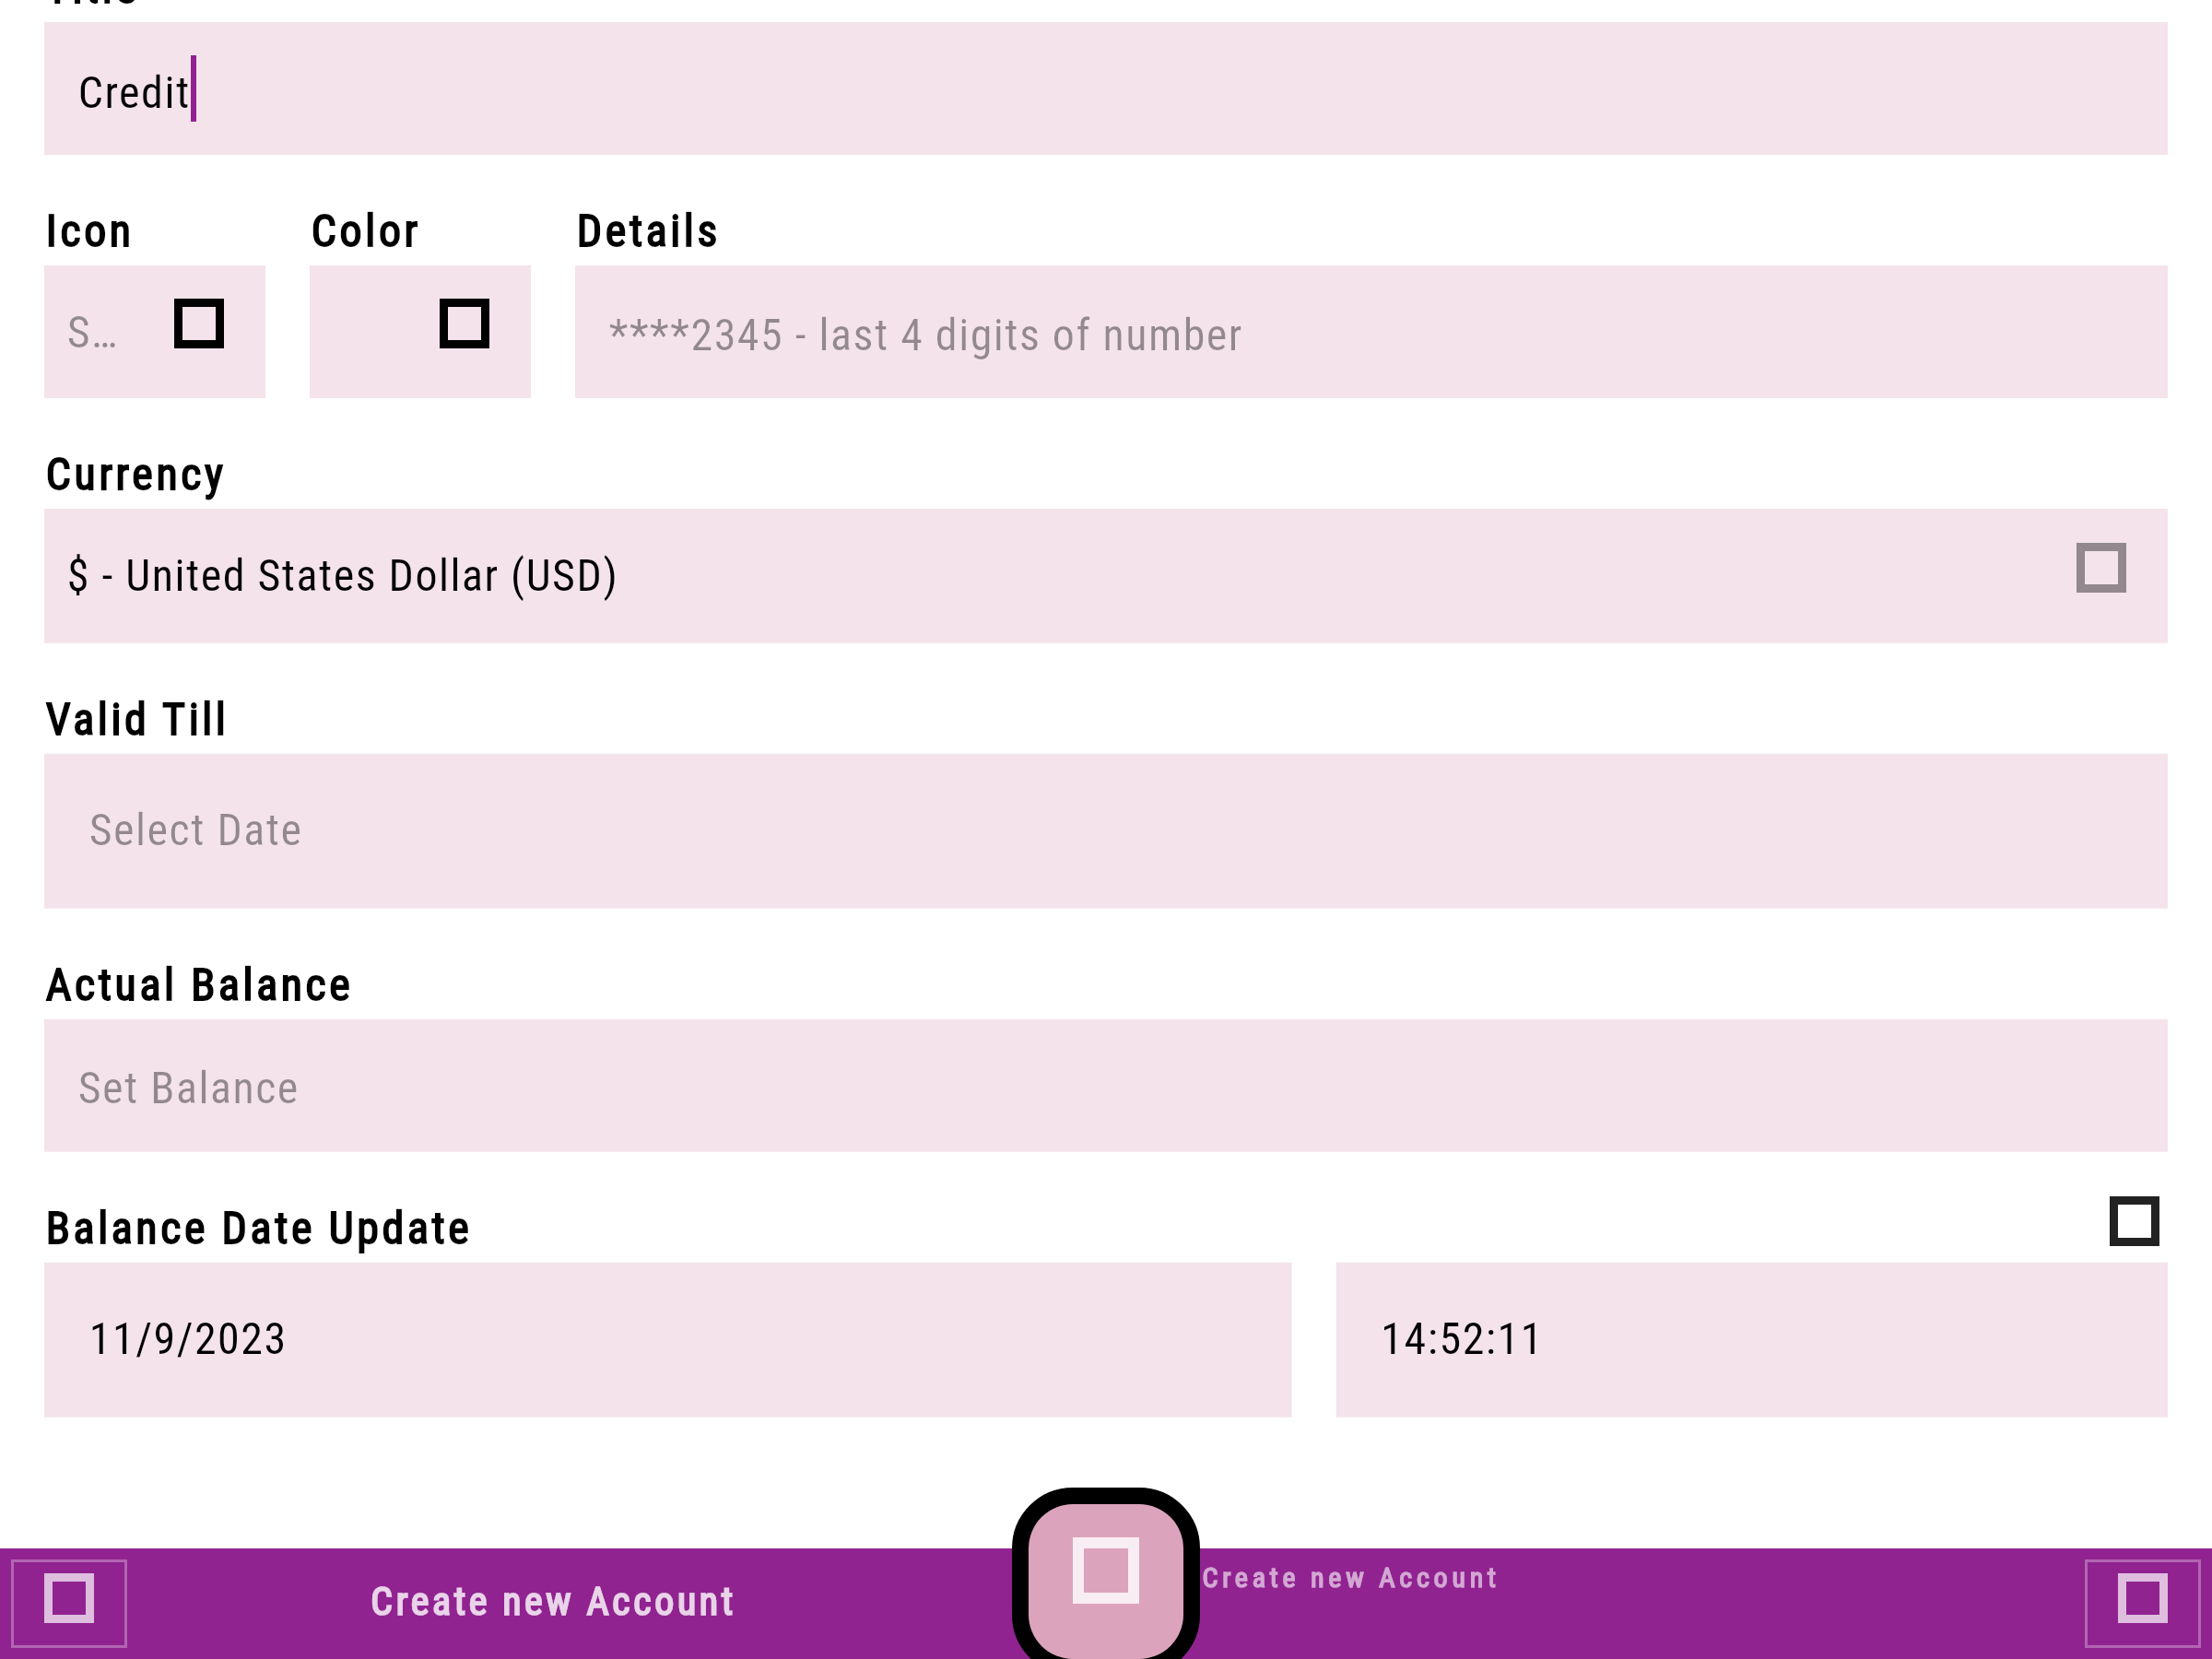 Credit
Icon Color Details
S... ****2345 - last 4 digits of number
Currency
$ - United States Dollar (USD)
Valid Till
Select Date
Actual Balance
Set Balance
Balance Date Update
11/9/2023 14:52:11
Create new Account Create new Account